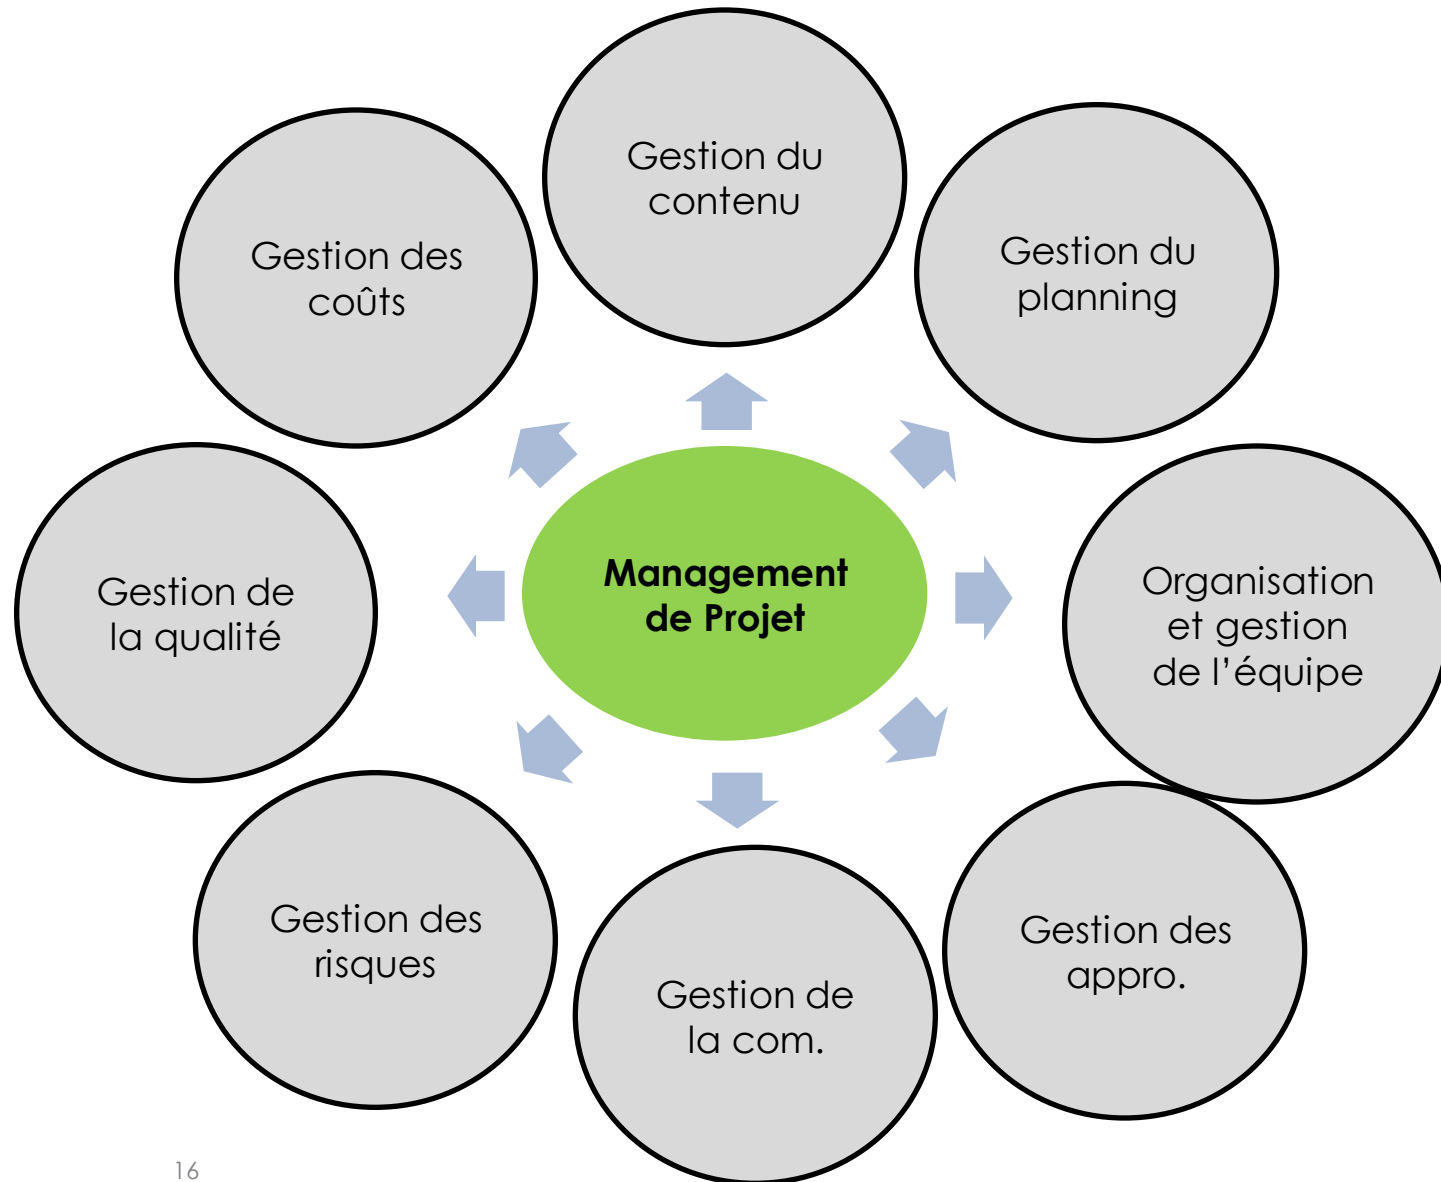 Gestion du
contenu
Gestion des
coûts
Gestion du
planning
Management
de Projet
Gestion de
la qualité
Organisation
et gestion
de l’équipe
Gestion des
risques
Gestion des
appro.
Gestion de
la com.
16